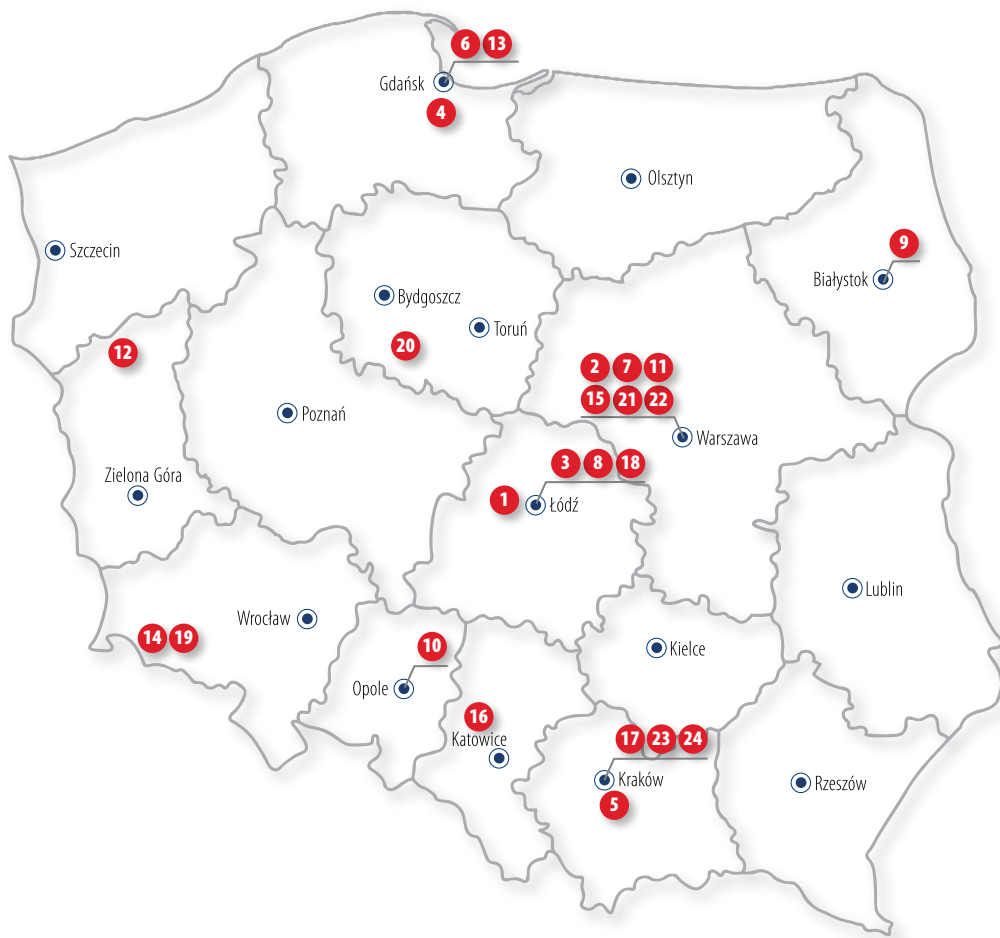 6 13
Gdańsk
4
Olsztyn
Szczecin
9
Białystok
Bydgoszcz
Toruń
20
12
2 7 11
15 21 22
Poznań
Warszawa
3 8 18
Zielona Góra
1
Łódź
Lublin
Wrocław
14 19
10
Kielce
Opole
16
Katowice
17 23 24
Kraków
Rzeszów
5